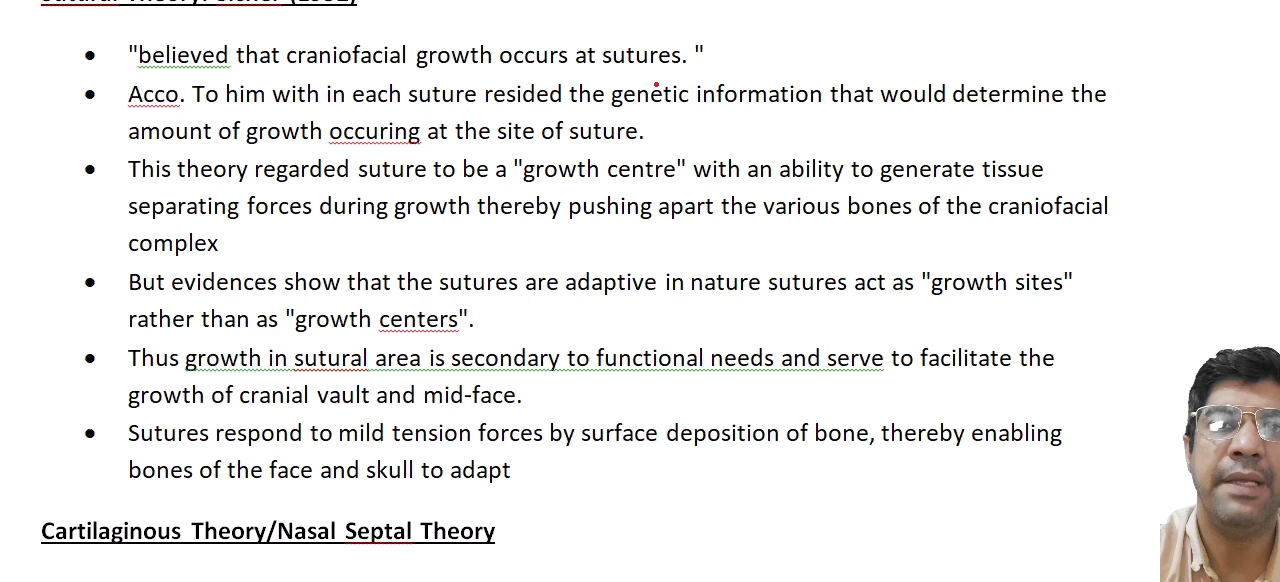 "believed that craniofacial growth occurs at sutures. "
Acco. To him with in each suture resided the genetic information that would determine the
amount of growth occuring at the site of suture.
This theory regarded suture to be a "growth centre" with an ability to generate tissue
separating forces during growth thereby pushing apart the various bones of the craniofacial
complex
But evidences show that the sutures are adaptive in nature sutures act as "growth sites"
rather than as "growth centers".
Thus growth in sutural area is secondary to functional needs and serve to facilitate the
growth of cranial vault and mid-face.
Sutures respond to mild tension forces by surface deposition of bone, thereby enabling
bones of the face and skull to adapt
Cartilaginous Theory/Nasal Septal Theory